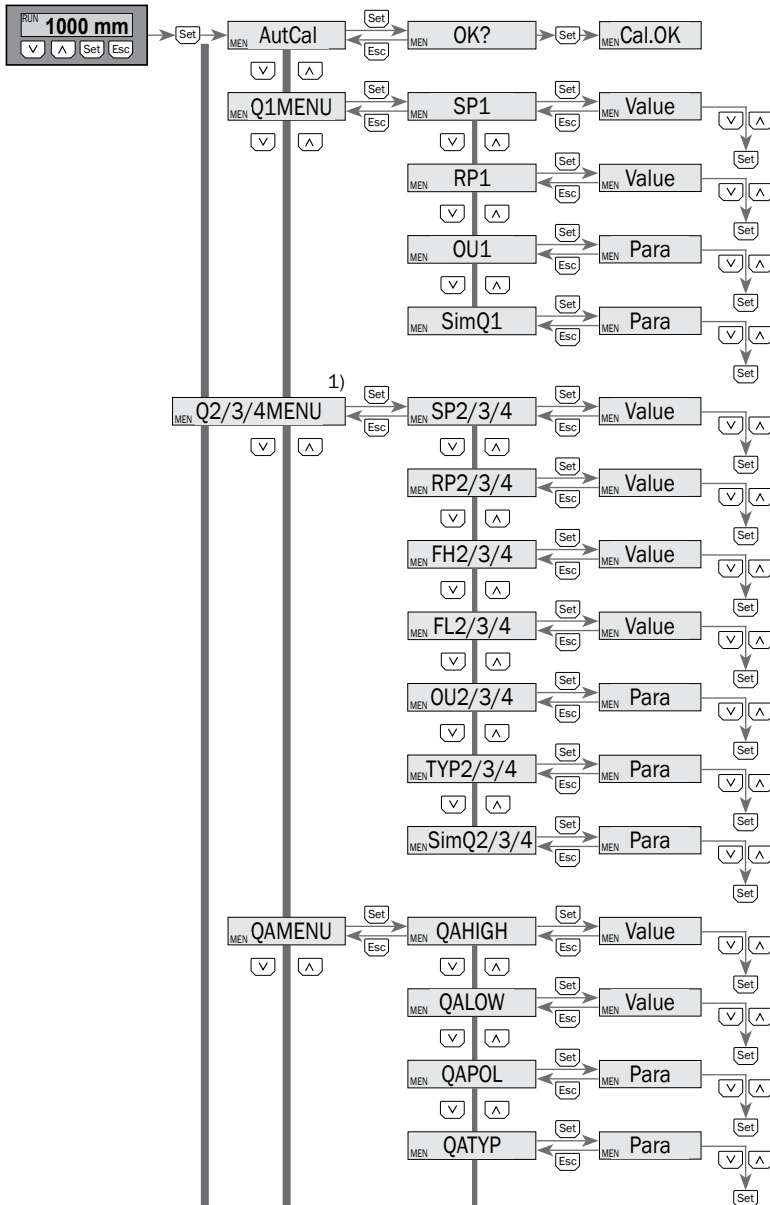 RUN 1000 mm
Set Esc
Set
MEN AutCal Set Esc MEN OK? Set MEN Cal.OK
MEN Q1MENU Set Esc MEN SP1 Set Esc MEN Value
Set
MEN RP1 Set Esc MEN Value
Set
MEN OU1 Set Esc MEN Para
Set
MEN SimQ1 Set Esc MEN Para
Set
1)
MEN Q2/3/4MENU Set Esc MEN SP2/3/4 Set Esc MEN Value
Set
MEN RP2/3/4 Set Esc MEN Value
Set
MEN FH2/3/4 Set Esc MEN Value
Set
MEN FL2/3/4 Set Esc MEN Value
Set
MEN OU2/3/4 Set Esc MEN Para
Set
MEN TYP2/3/4 Set Esc MEN Para
Set
MEN SimQ2/3/4 Set Esc MEN Para
Set
MEN QAMENU Set Esc MEN QAHIGH Set Esc MEN Value
Set
MEN QALOW Set Esc MEN Value
Set
MEN QAPOL Set Esc MEN Para
Set
MEN QATYP Set Esc MEN Para
Set